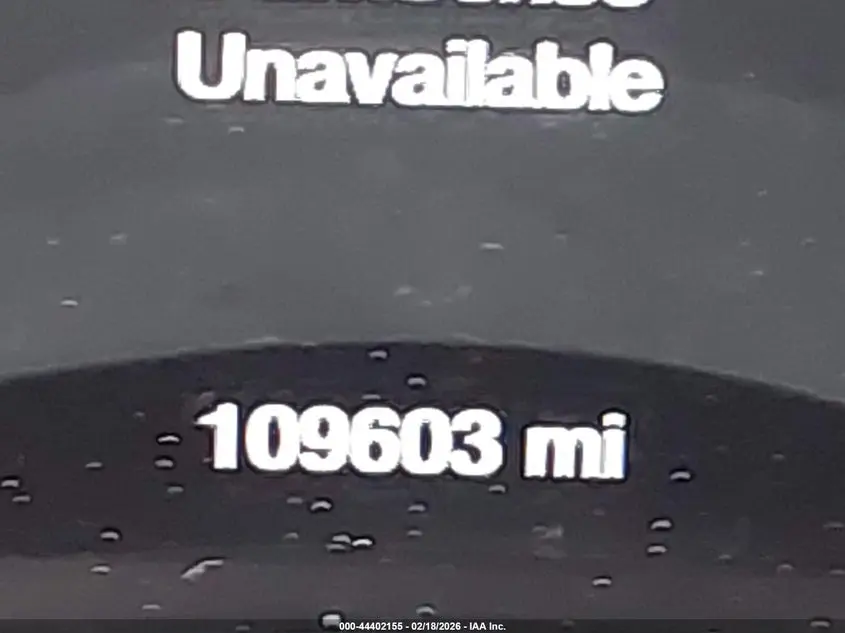 Unavailable
109603 mi
000-44402155 - 02/18/2026 - IAA Inc.